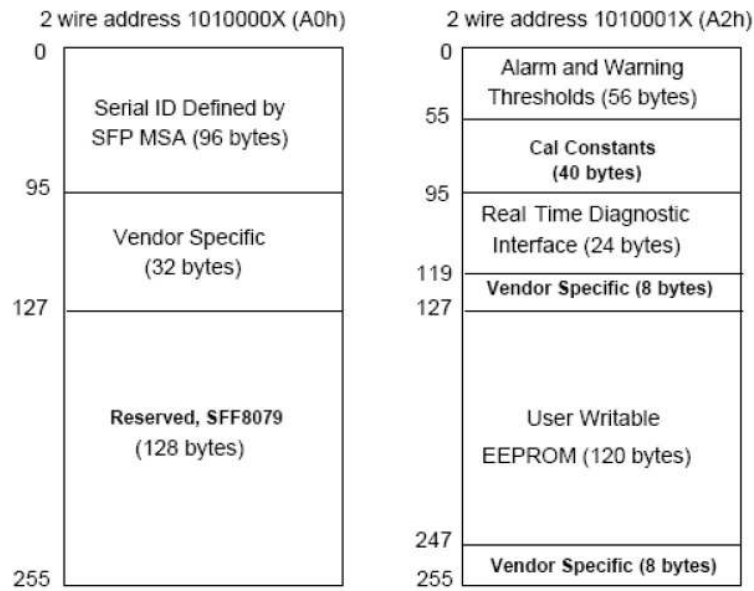 2 wire address 1010000X (A0h)
0
Serial ID Defined by
SFP MSA (96 bytes)
95
Vendor Specific
(32 bytes)
127
Reserved, SFF8079
(128 bytes)
255
2 wire address 1010001X (A2h)
0
Alarm and Warning
Thresholds (56 bytes)
55
Cal Constants
(40 bytes)
95
Real Time Diagnostic
Interface (24 bytes)
119
Vendor Specific (8 bytes)
127
User Writable
EEPROM (120 bytes)
247
Vendor Specific (8 bytes)
255